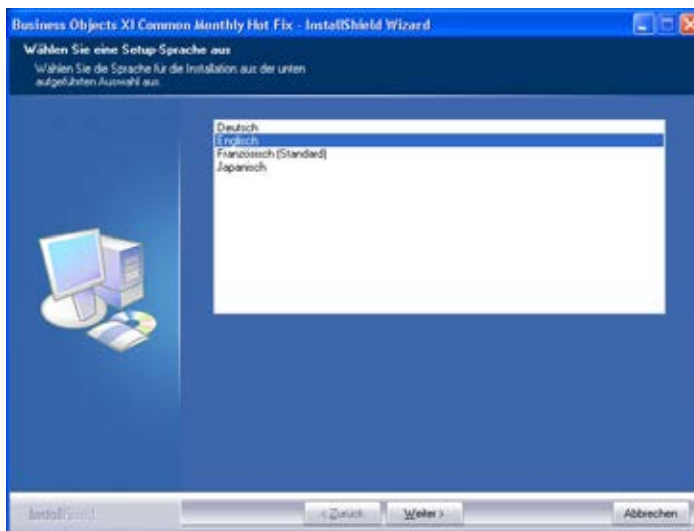 Business Objects XI Common Monthly Hot Fix - InstallShield Wizard
Wählen Sie eine Setup-Sprache aus
Wählen Sie die Sprache für die Installation aus der unten
aufgeführten Auswahl aus.
Deutsch
Englisch
Französisch (Standard)
Japanisch
InstallShield
< Zurück
Weiter >
Abbrechen